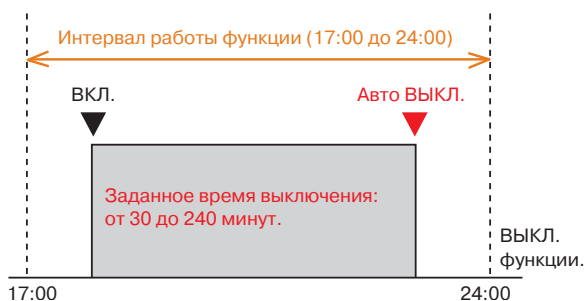 Интервал работы функции (17:00 до 24:00)
ВКЛ.
Авто ВЫКЛ.
Заданное время выключения:
от 30 до 240 минут.
ВЫКЛ.
функции.
17:00
24:00